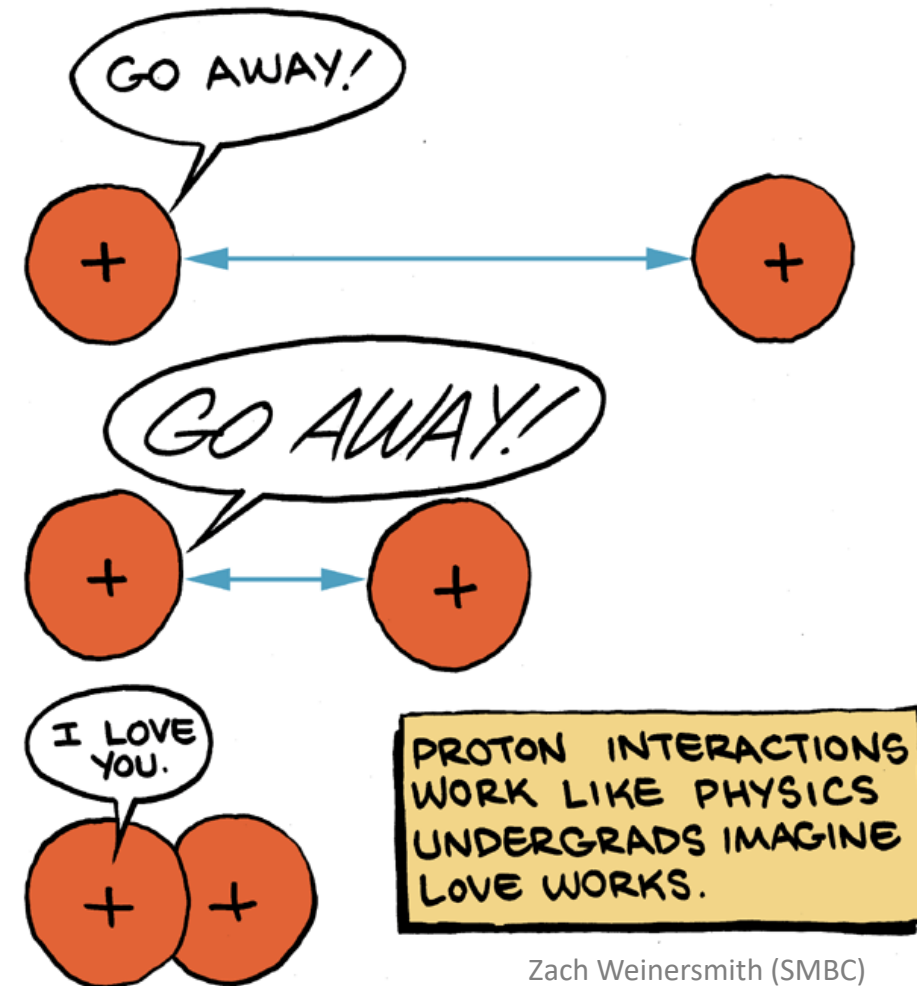 GO AWAY!
+
+
GO AWAY!
+
+
I LOVE
YOU.
+
+
PROTON INTERACTIONS
WORK LIKE PHYSICS
UNDERGRADS IMAGINE
LOVE WORKS.
Zach Weinersmith (SMBC)